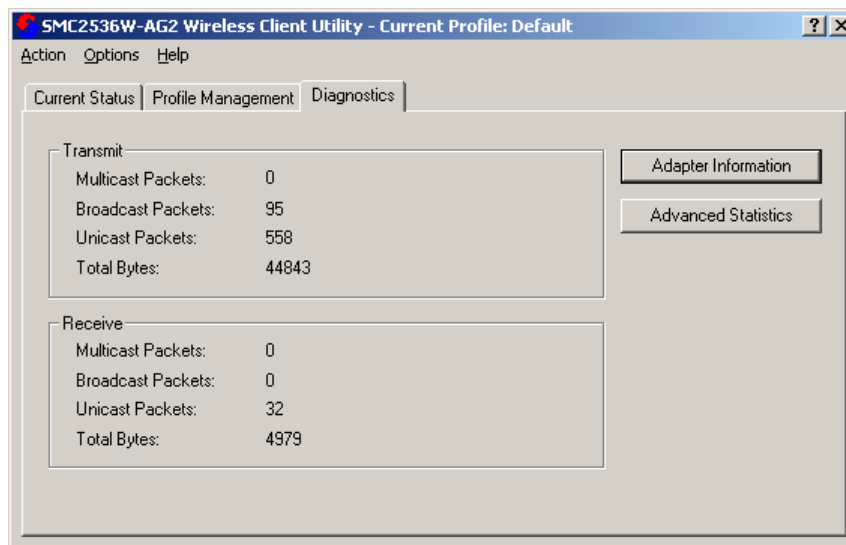 SMC2536W-AG2 Wireless Client Utility - Current Profile: Default
Action Options Help
Current Status Profile Management Diagnostics
Transmit
Multicast Packets: 0
Broadcast Packets: 95
Unicast Packets: 558
Total Bytes: 44843
Adapter Information
Advanced Statistics
Receive
Multicast Packets: 0
Broadcast Packets: 0
Unicast Packets: 32
Total Bytes: 4979